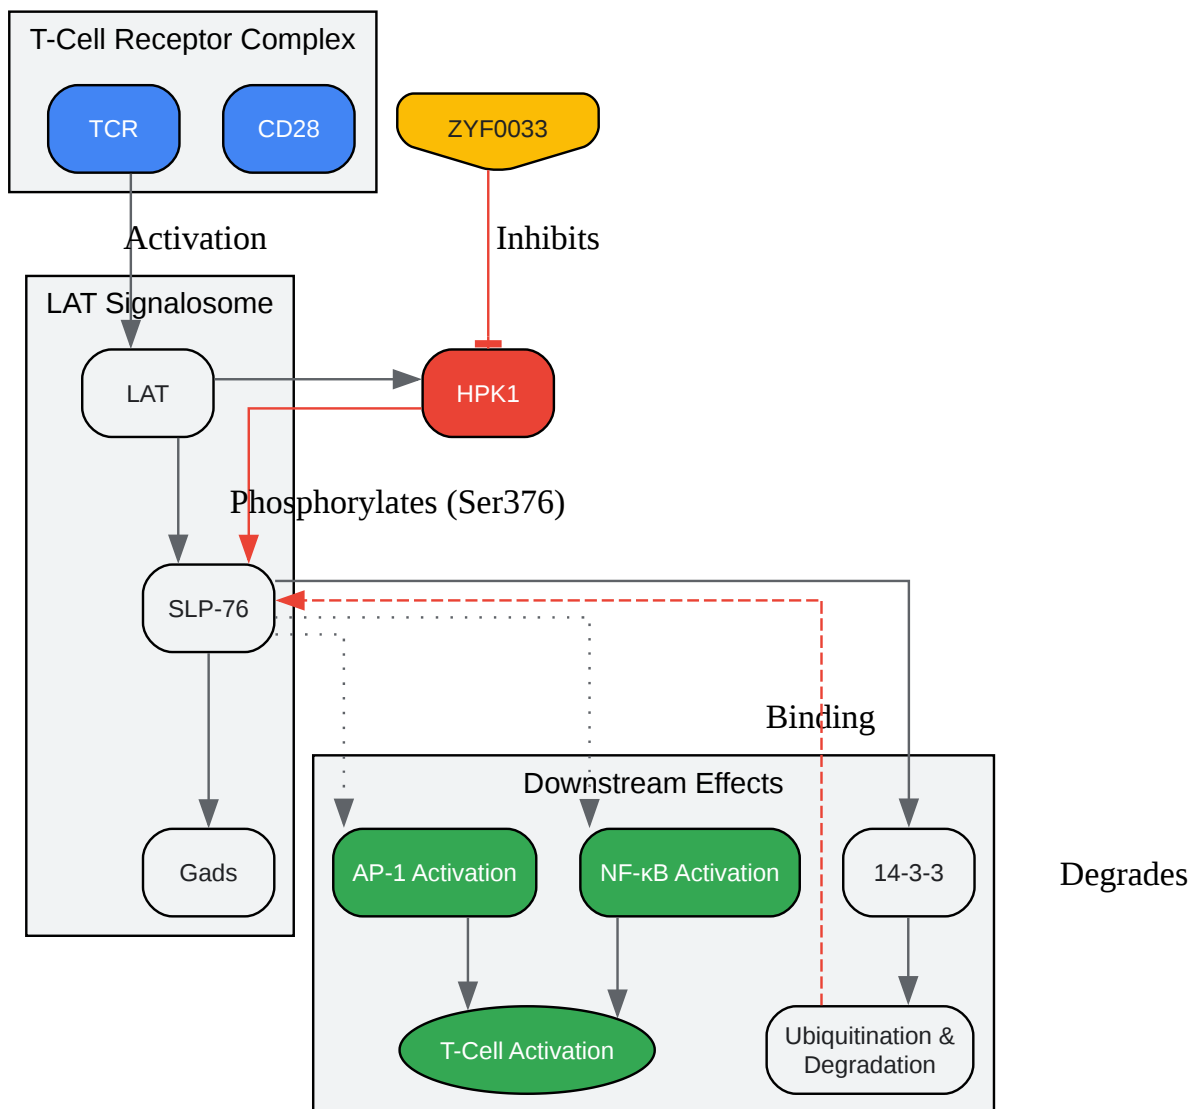 T-Cell Receptor Complex
TCR
CD28
ZYF0033
Activation
Inhibits
LAT Signalosome
LAT
HPK1
Phosphorylates (Ser376)
SLP-76
Binding
Downstream Effects
Gads
AP-1 Activation
NF-κB Activation
14-3-3
Degrades
T-Cell Activation
Ubiquitination &
Degradation